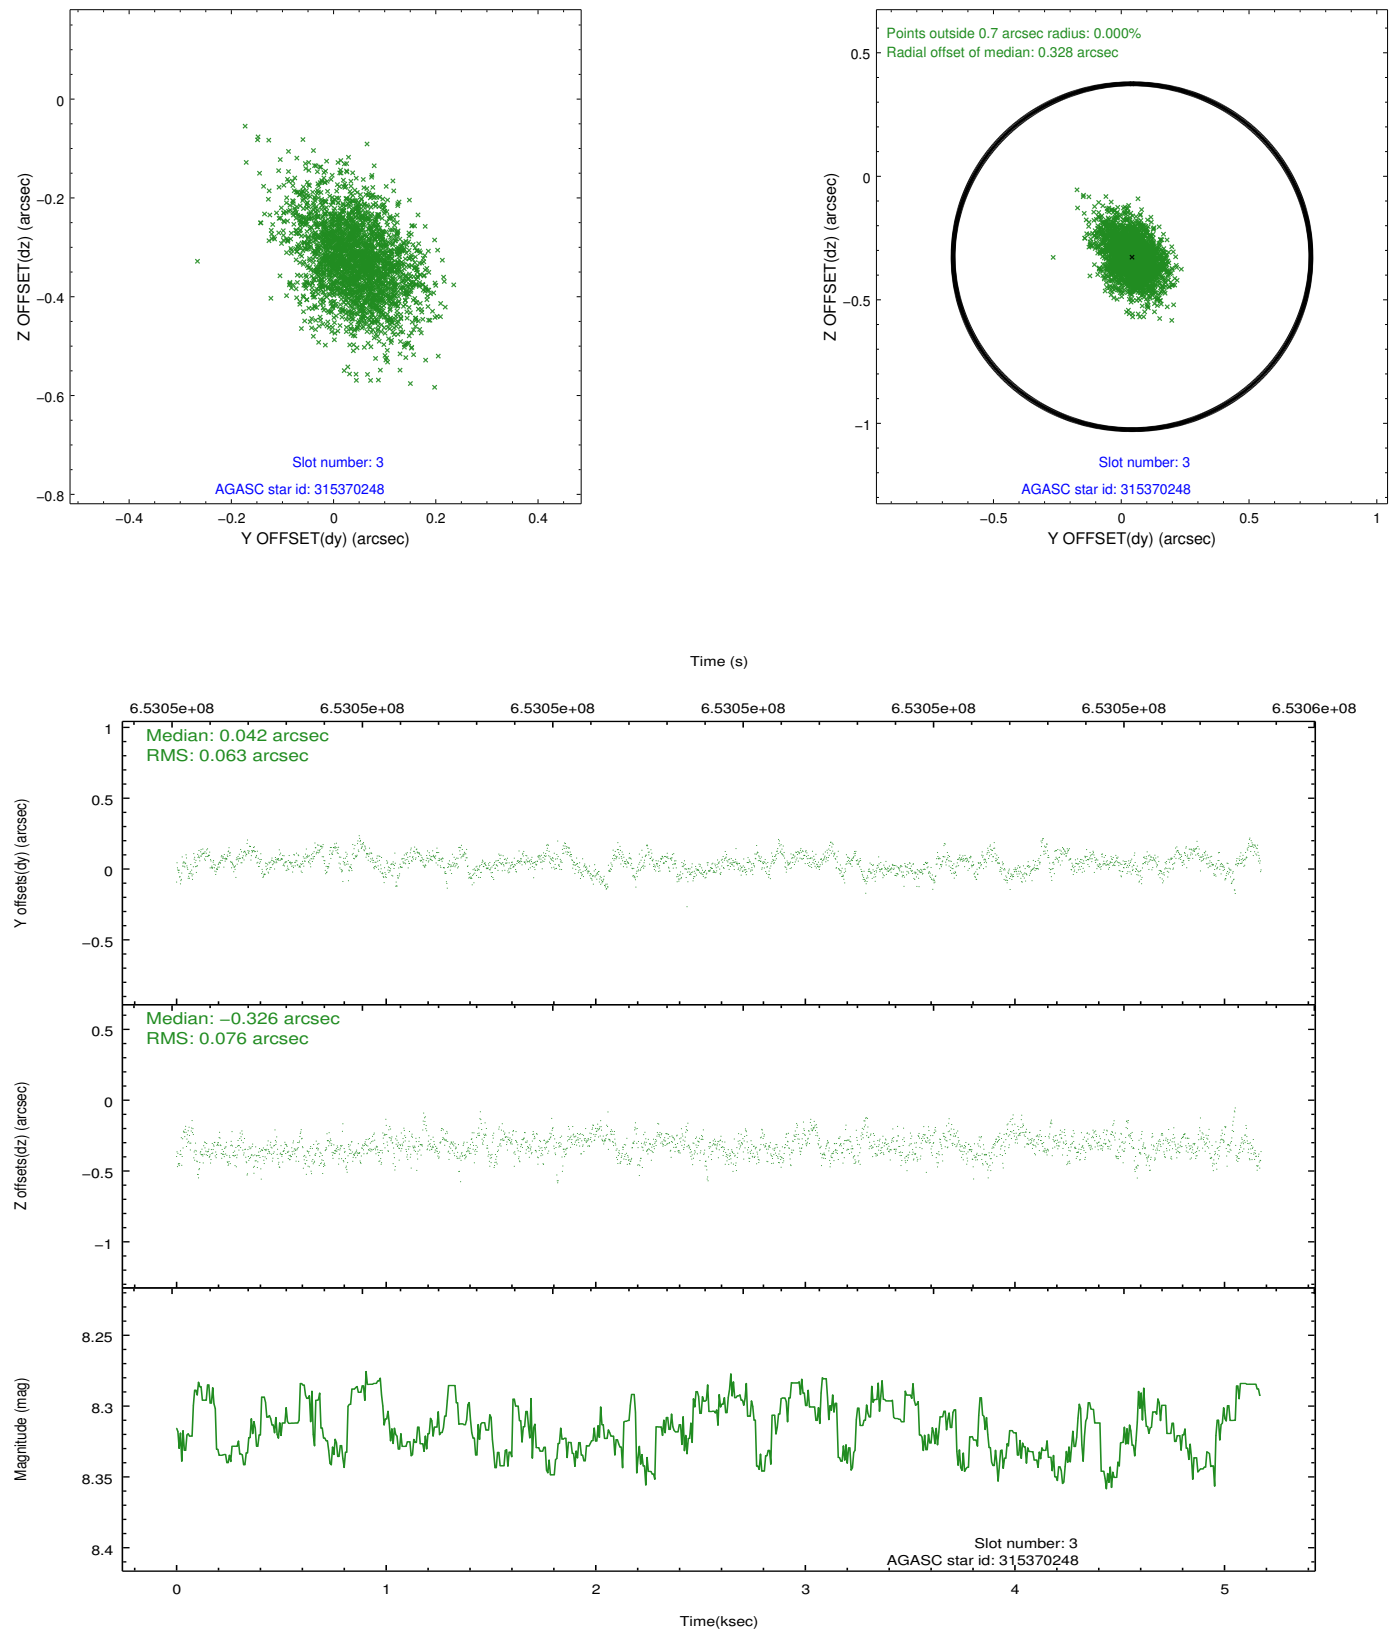 0
−0.2
−0.4
−0.6
−0.8
Z OFFSET(dz) (arcsec)
Slot number: 3
AGASC star id: 315370248
−0.4 −0.2 0 0.2 0.4
Y OFFSET(dy) (arcsec)
Points outside 0.7 arcsec radius: 0.000%
Radial offset of median: 0.328 arcsec
0.5
0
−0.5
−1
Z OFFSET(dz) (arcsec)
Slot number: 3
AGASC star id: 315370248
−0.5 0 0.5 1
Y OFFSET(dy) (arcsec)
Time (s)
6.5305e+08 6.5305e+08 6.5305e+08 6.5305e+08 6.5305e+08 6.5305e+08 6.5306e+08
Median: 0.042 arcsec
RMS: 0.063 arcsec
1
0.5
0
−0.5
Y offsets(dy) (arcsec)
Median: −0.326 arcsec
RMS: 0.076 arcsec
0.5
0
−0.5
−1
Z offsets(dz) (arcsec)
8.25
8.3
8.35
8.4
Magnitude (mag)
Slot number: 3
AGASC star id: 315370248
0 1 2 3 4 5
Time(ksec)